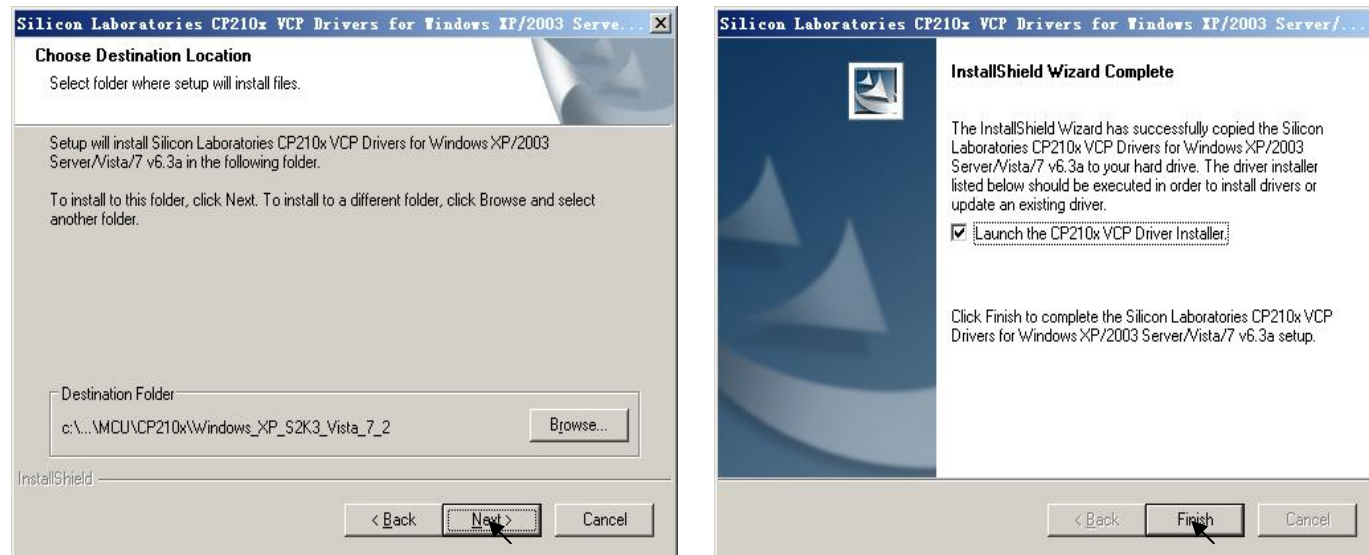 Silicon Laboratories CP210x VCP Drivers for Windows XP/2003 Serve...
Choose Destination Location
Select folder where setup will install files.
Setup will install Silicon Laboratories CP210x VCP Drivers for Windows XP/2003
Server/Vista/7 v6.3a in the following folder.
To install to this folder, click Next. To install to a different folder, click Browse and select
another folder.
Destination Folder
c:\...\MCU\CP210x\Windows_XP_S2K3_Vista_7_2
Browse...
InstallShield
< Back
Next >
Cancel
Silicon Laboratories CP210x VCP Drivers for Windows XP/2003 Server/...
InstallShield Wizard Complete
The InstallShield Wizard has successfully copied the Silicon
Laboratories CP210x VCP Drivers for Windows XP/2003
Server/Vista/7 v6.3a to your hard drive. The driver installer
listed below should be executed in order to install drivers or
update an existing driver.
Launch the CP210x VCP Driver Installer.
Click Finish to complete the Silicon Laboratories CP210x VCP
Drivers for Windows XP/2003 Server/Vista/7 v6.3a setup.
< Back
Finish
Cancel